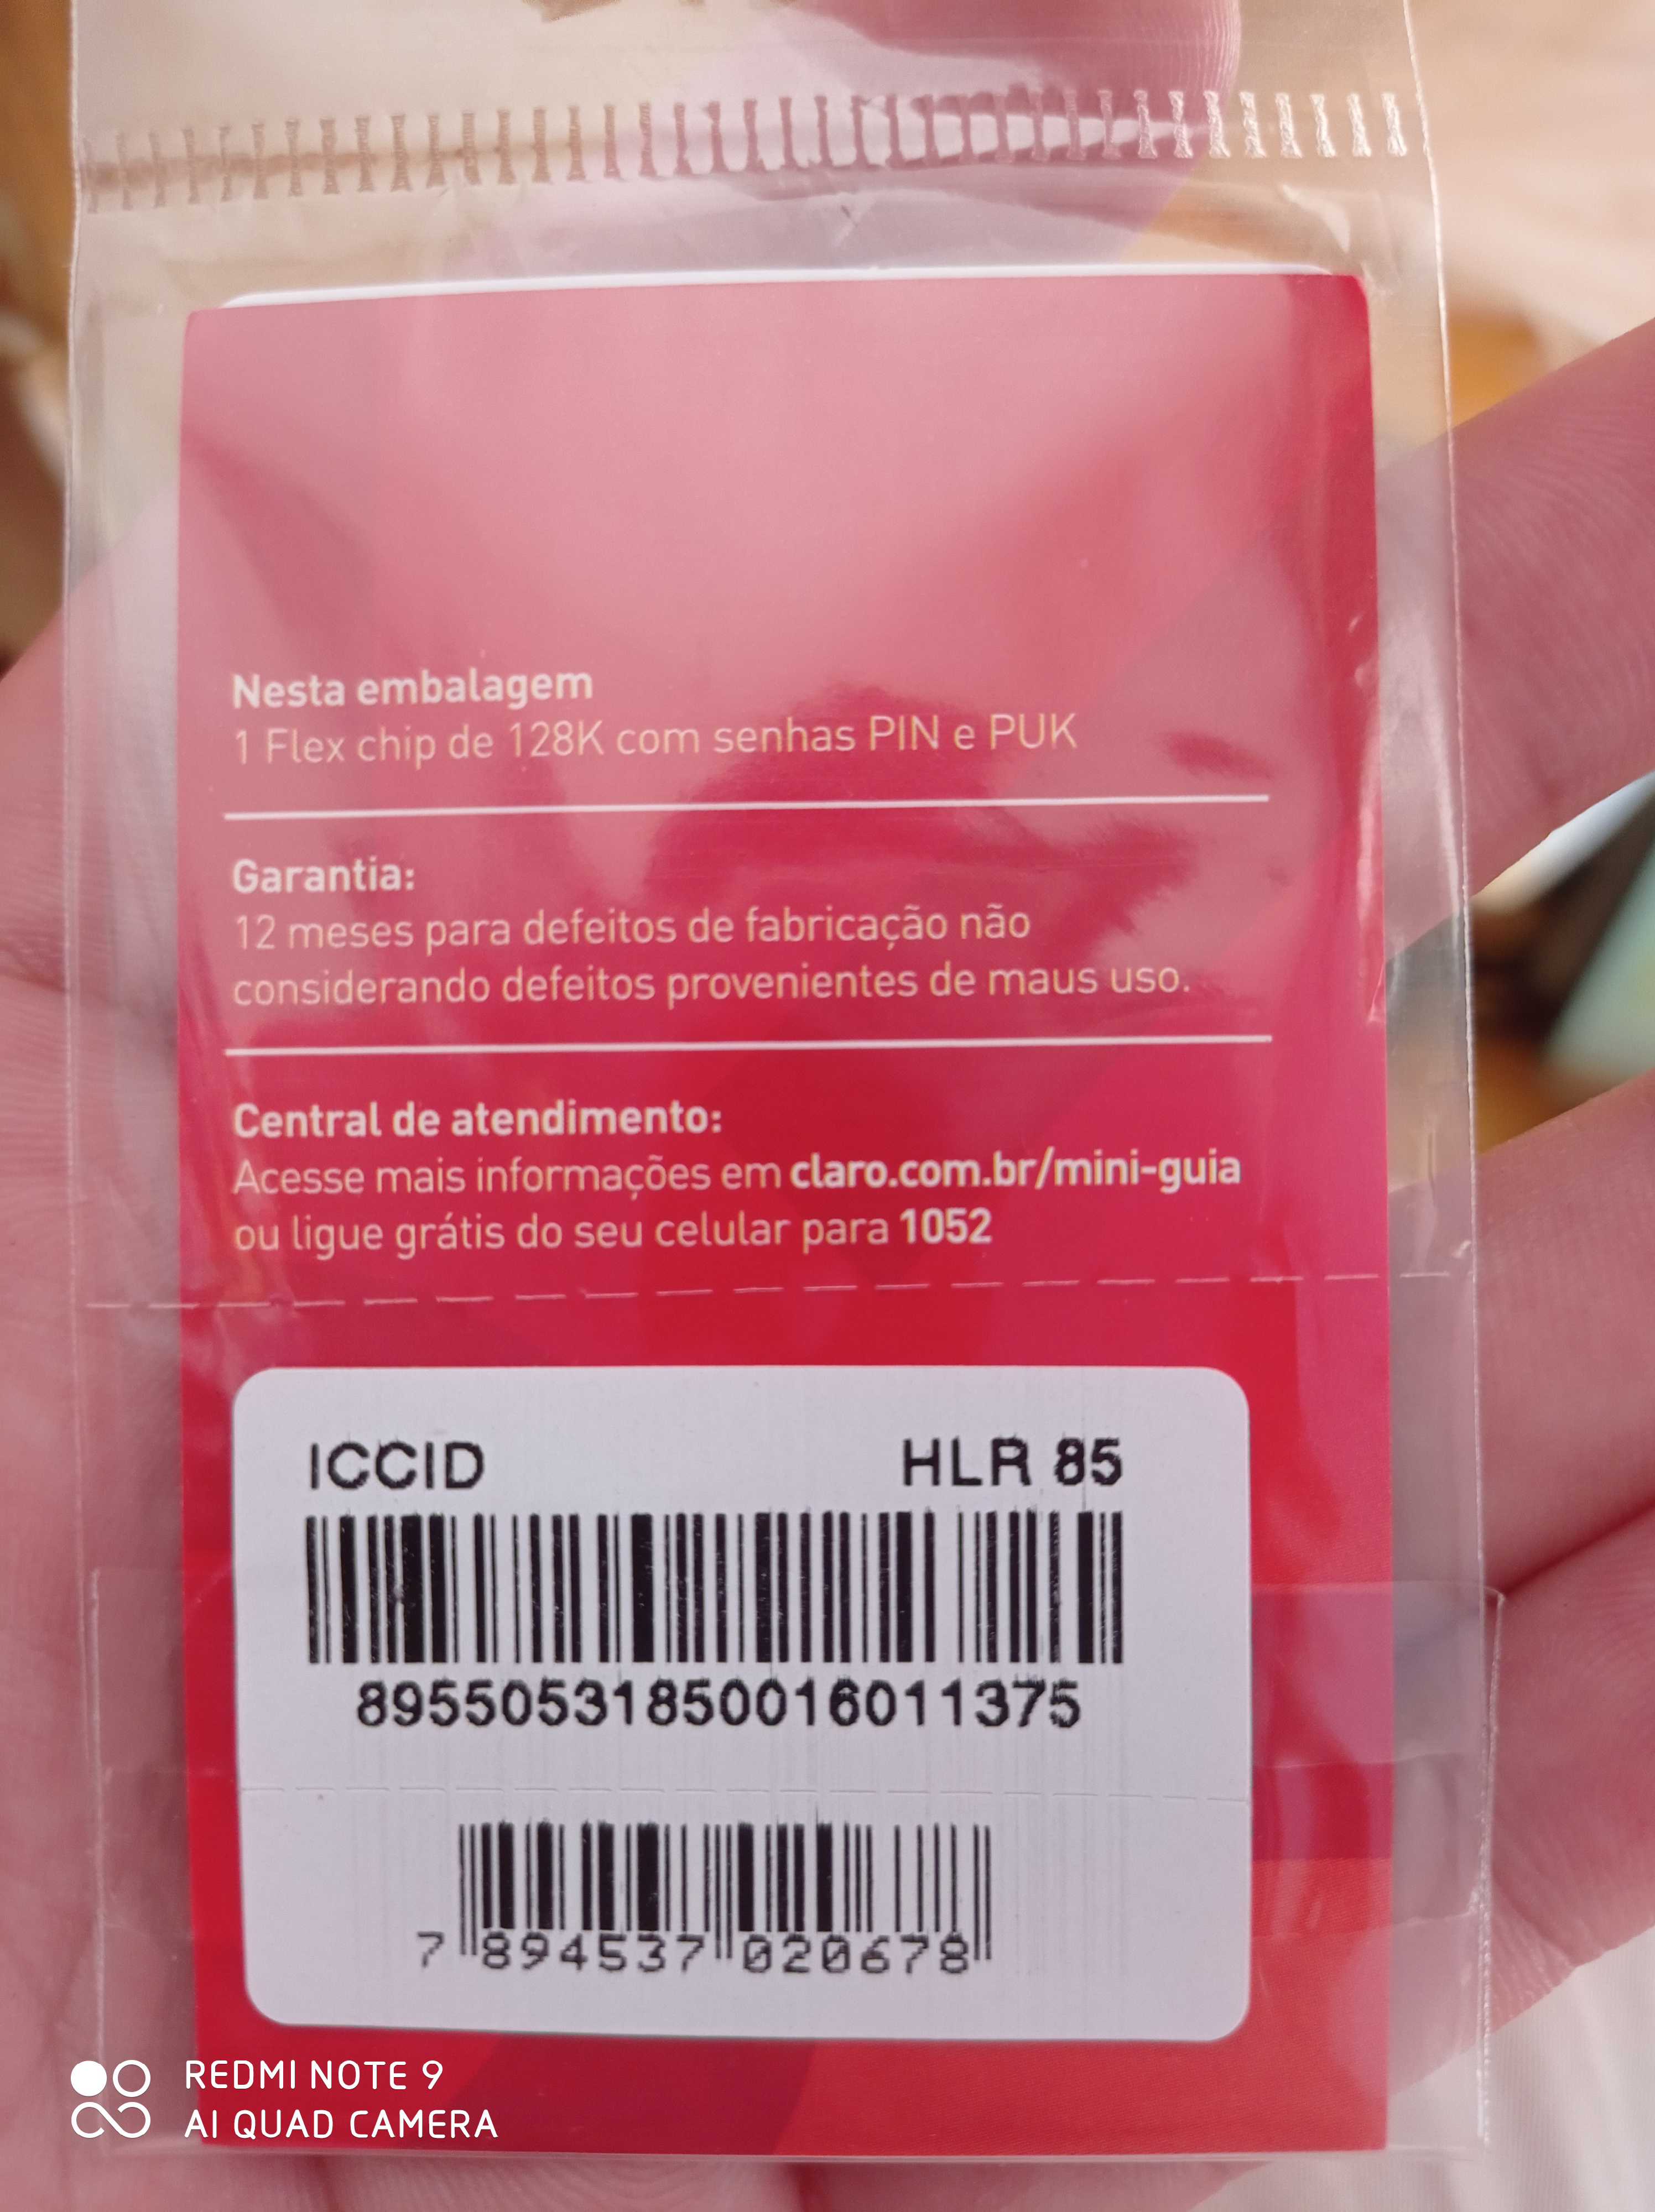 Nesta embalagem
1 Flex chip de 128K com senhas PIN e PUK
Garantia:
12 meses para defeitos de fabricação não
considerando defeitos provenientes de maus uso.
Central de atendimento:
Acesse mais informações em claro.com.br/mini-guia
ou ligue grátis do seu celular para 1052
ICCID HLR 85
89550531850016011375
7 894537 020678
REDMI NOTE 9
AI QUAD CAMERA